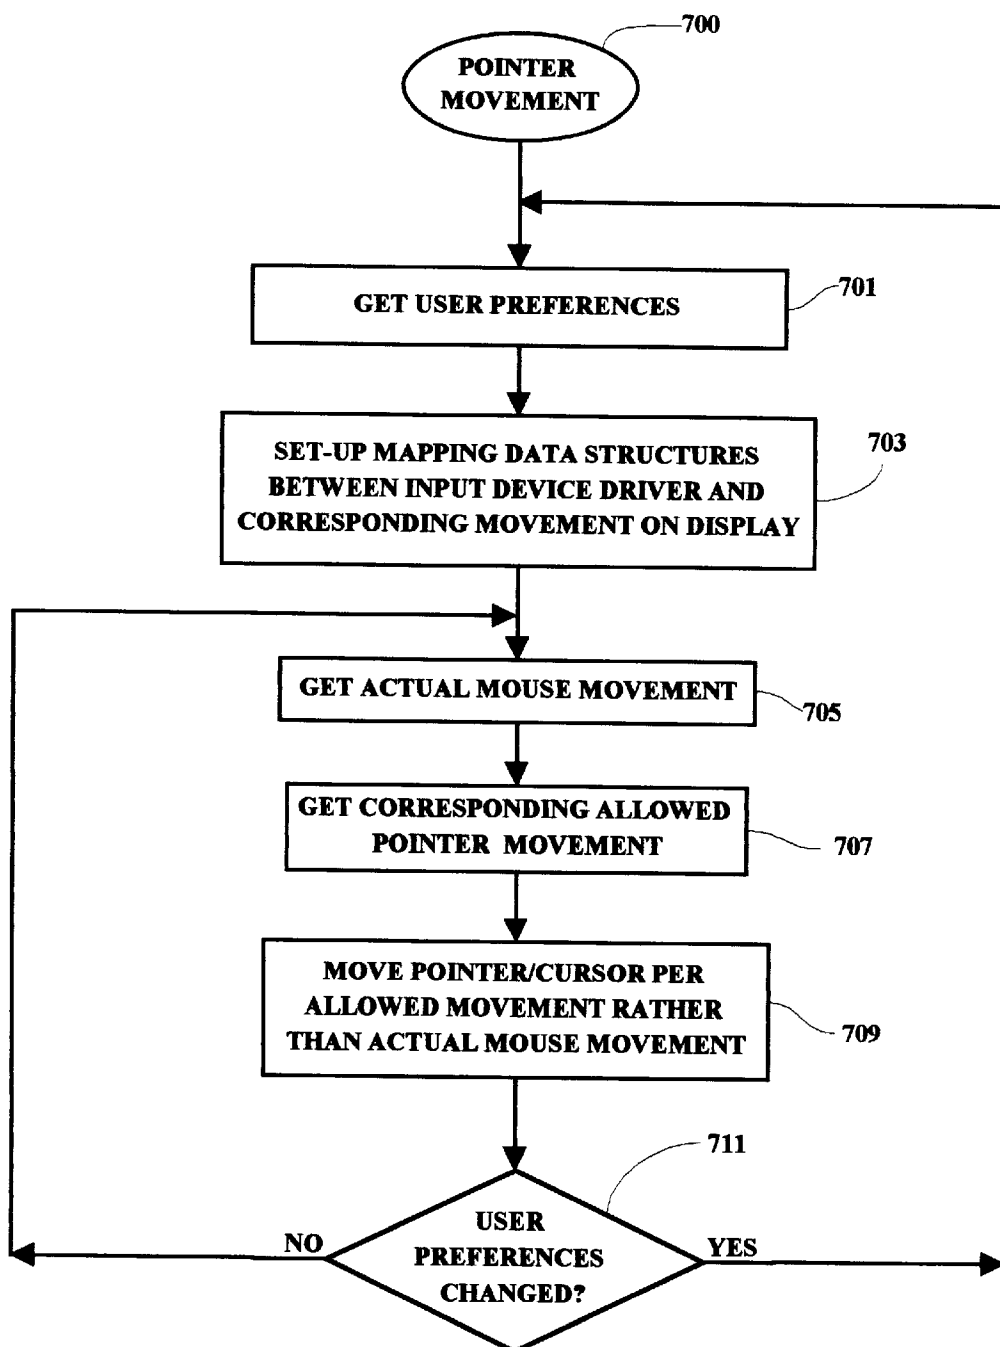 700
POINTER
MOVEMENT
GET USER PREFERENCES
701
SET-UP MAPPING DATA STRUCTURES
BETWEEN INPUT DEVICE DRIVER AND
CORRESPONDING MOVEMENT ON DISPLAY
703
GET ACTUAL MOUSE MOVEMENT
705
GET CORRESPONDING ALLOWED
POINTER MOVEMENT
707
MOVE POINTER/CURSOR PER
ALLOWED MOVEMENT RATHER
THAN ACTUAL MOUSE MOVEMENT
709
711
USER
PREFERENCES
CHANGED?
NO
YES